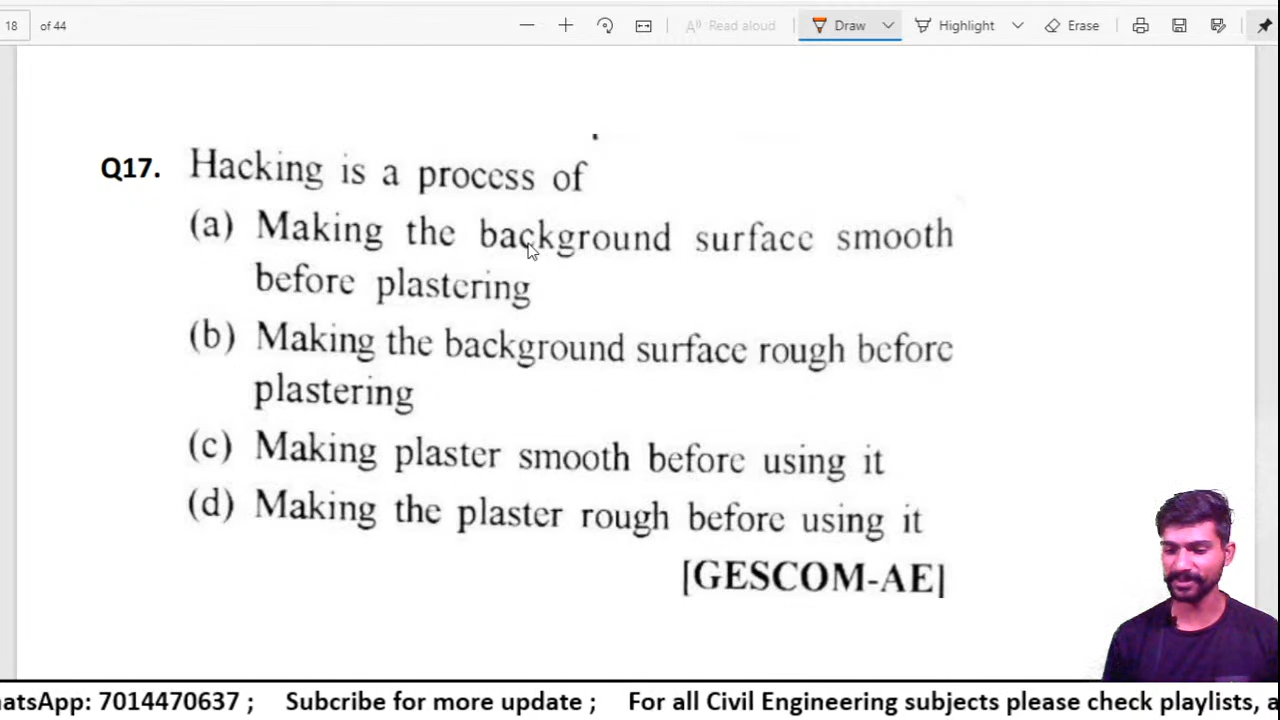 18 of 44 Read aloud Draw Highlight Erase
Q17. Hacking is a process of
(a) Making the background surface smooth
before plastering
(b) Making the background surface rough before
plastering
(c) Making plaster smooth before using it
(d) Making the plaster rough before using it
[GESCOM-AE]
atsApp: 7014470637 ; Subcribe for more update ; For all Civil Engineering subjects please check playlists,